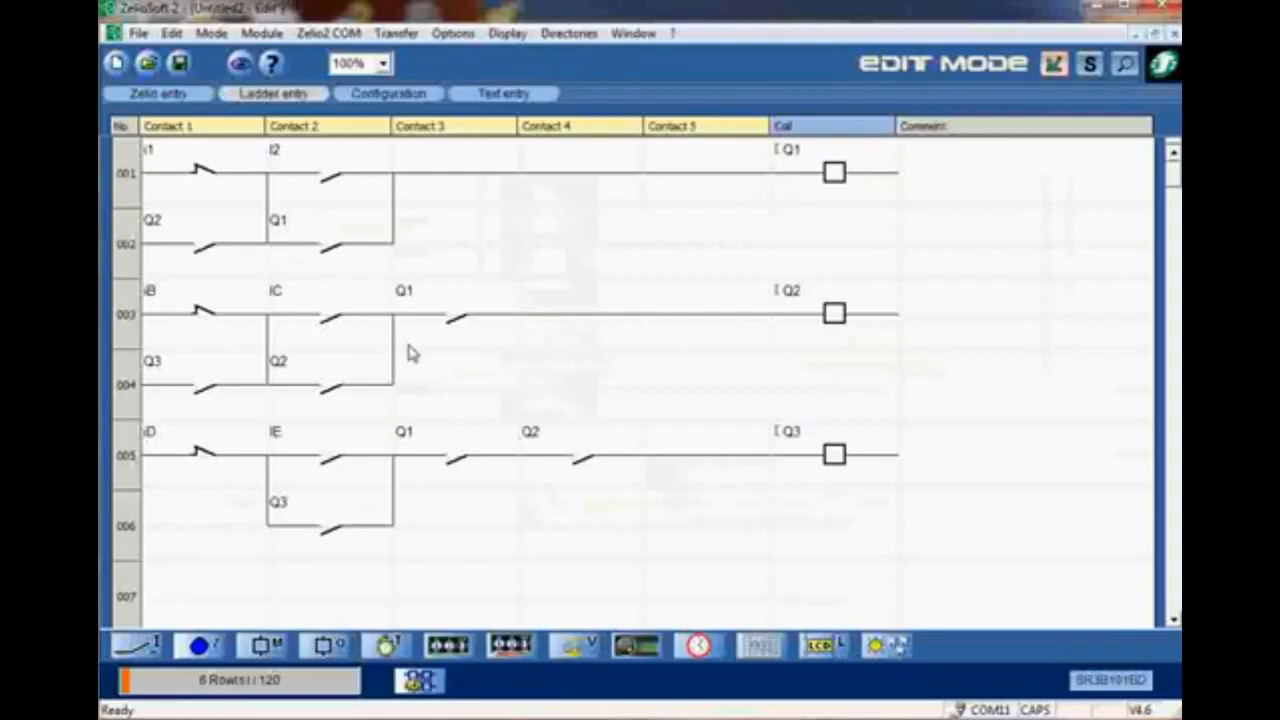 ZelioSoft 2 - (Untitled2 - Edit )
File Edit Mode Module Zelio2 COM Transfer Options Display Directories Window ?
100% EDIT MODE S
Zelio entry Ladder entry Configuration Text entry
No Contact 1 Contact 2 Contact 3 Contact 4 Contact 5 Coil Comment
i1 I2 [ Q1
001
Q2 Q1
002
iB IC Q1 [ Q2
003
Q3 Q2
004
iD IE Q1 Q2 [ Q3
005
Q3
006
007
I Z M Q T V LCD L
6 Row(s) / 120 SR3B101BD
Ready COM11 CAPS V4.6